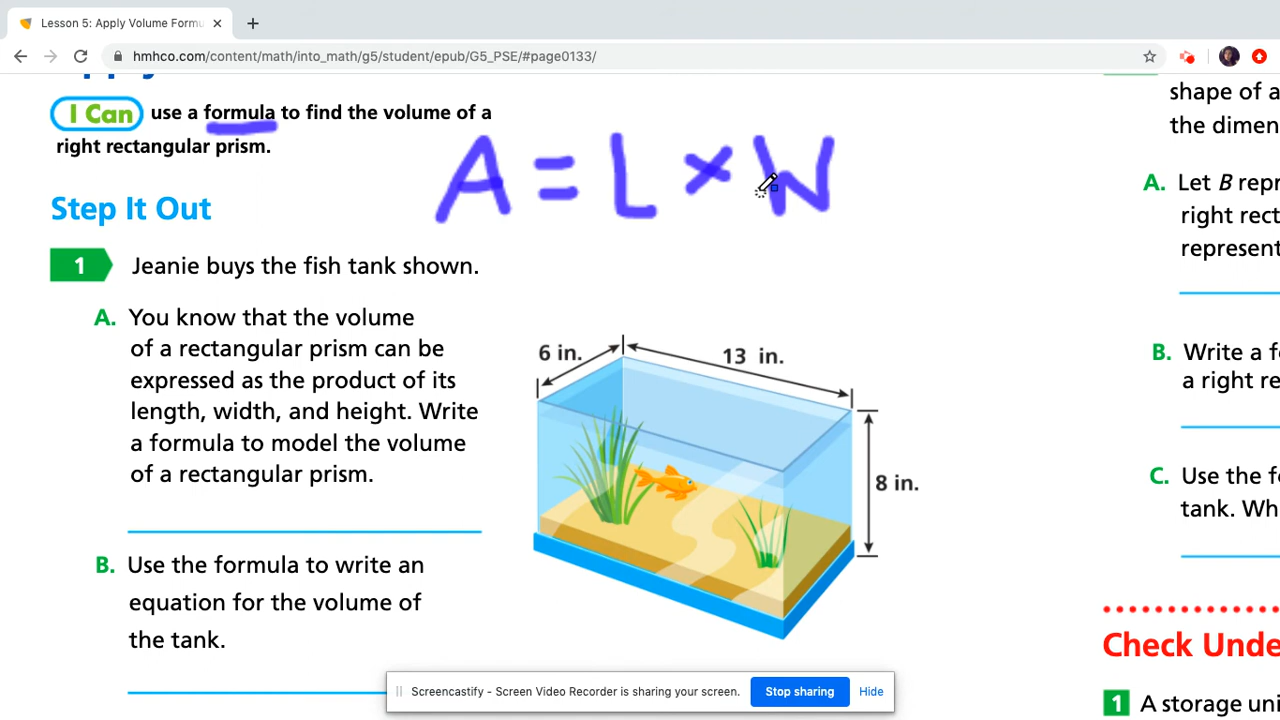 Lesson 5: Apply Volume Formu
hmhco.com/content/math/into_math/g5/student/epub/G5_PSE/#page0133/
I Can use a formula to find the volume of a
right rectangular prism.
A = L × W
Step It Out
1 Jeanie buys the fish tank shown.
A. You know that the volume
of a rectangular prism can be
expressed as the product of its
length, width, and height. Write
a formula to model the volume
of a rectangular prism.
B. Use the formula to write an
equation for the volume of
the tank.
6 in.
13 in.
8 in.
shape of a
the dimen
A. Let B repr
right rect
represent
B. Write a fo
a right re
C. Use the f
tank. Wh
Check Unde
1 A storage uni
Screencastify - Screen Video Recorder is sharing your screen.
Stop sharing
Hide